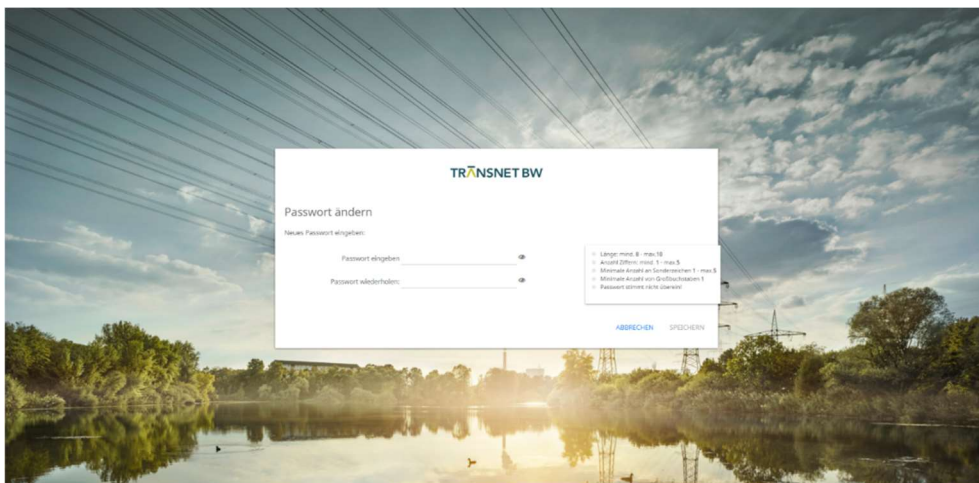 TRANSNET BW
Passwort ändern
Neues Passwort eingeben:
Passwort eingeben
Passwort wiederholen:
Länge: mind. 8 - max.18
Anzahl Ziffern: mind. 1 - max.5
Minimale Anzahl an Sonderzeichen 1 - max.5
Minimale Anzahl von Großbuchstaben 1
Passwort stimmt nicht überein!
ABBRECHEN SPEICHERN